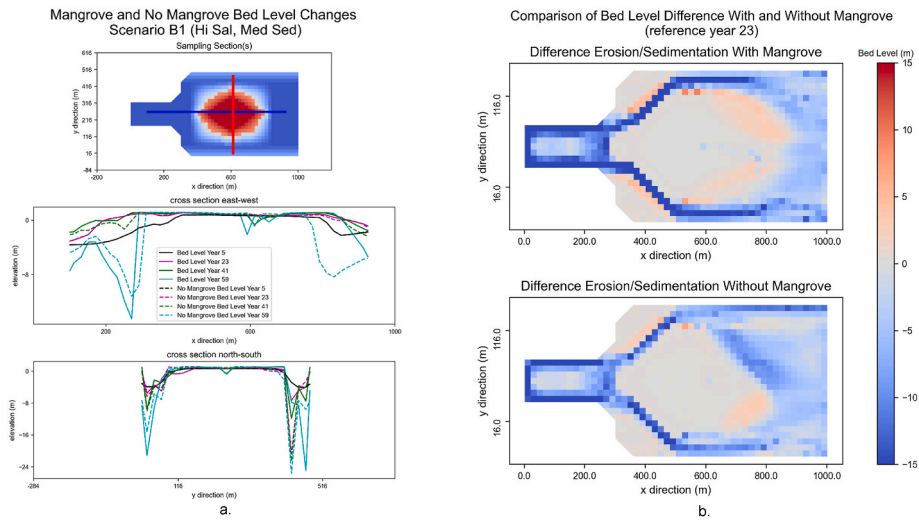 Mangrove and No Mangrove Bed Level Changes
Scenario B1 (Hi Sal, Med Sed)
Sampling Section(s)
616
516
416
316
216
116
16
-84
y direction (m)
-200
200
600
1000
x direction (m)
cross section east-west
0
-8
elevation (m)
Bed Level Year 5
Bed Level Year 23
Bed Level Year 41
Bed Level Year 59
No Mangrove Bed Level Year 5
No Mangrove Bed Level Year 23
No Mangrove Bed Level Year 41
No Mangrove Bed Level Year 59
200
600
1000
x direction (m)
cross section north-south
0
-8
-16
-24
elevation (m)
-284
116
516
y direction (m)
a.
Comparison of Bed Level Difference With and Without Mangrove
(reference year 23)
Difference Erosion/Sedimentation With Mangrove
116.0
16.0
y direction (m)
0.0 200.0 400.0 600.0 800.0 1000.0
x direction (m)
Difference Erosion/Sedimentation Without Mangrove
116.0
16.0
y direction (m)
0.0 200.0 400.0 600.0 800.0 1000.0
x direction (m)
b.
Bed Level (m)
15
10
5
0
−5
−10
−15